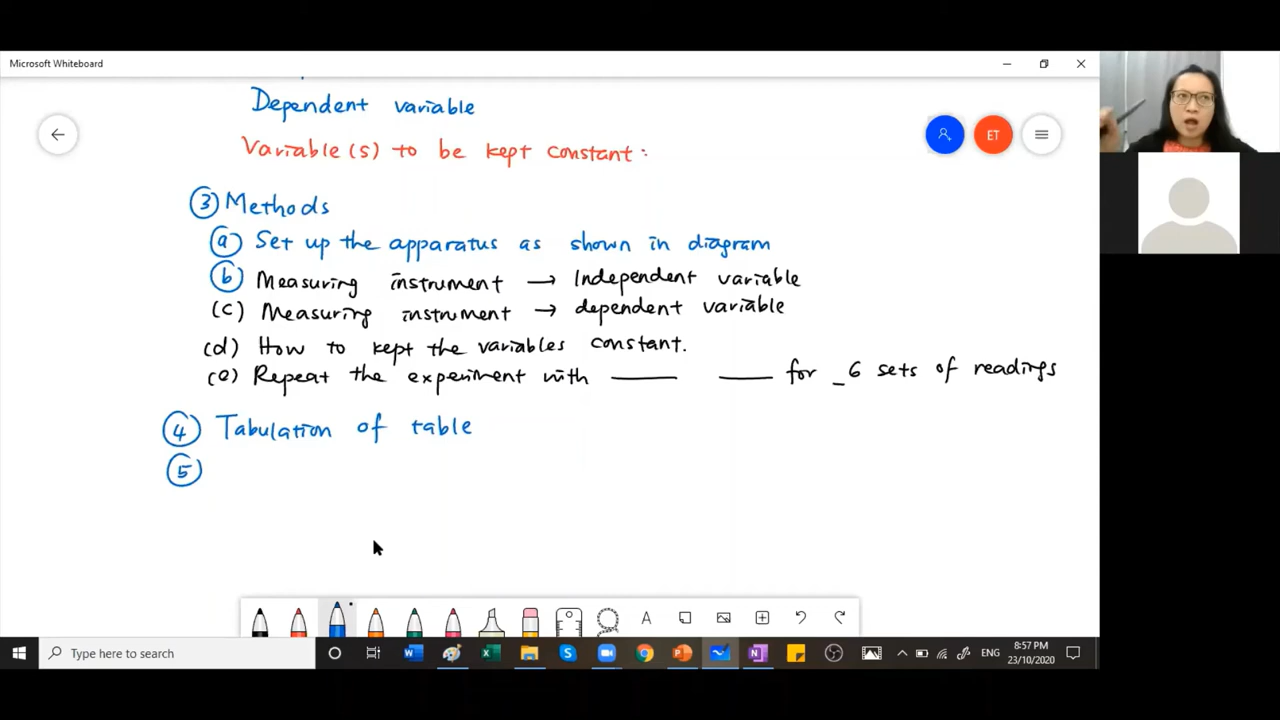 Microsoft Whiteboard
Dependent variable
Variable(s) to be kept constant:
ET
③ Methods
ⓐ Set up the apparatus as shown in diagram
ⓑ Measuring instrument → Independent variable
(c) Measuring instrument → dependent variable
(d) How to kept the variables constant.
(e) Repeat the experiment with ____ ____ for _6 sets of readings
④ Tabulation of table
⑤
Type here to search
ENG
8:57 PM
23/10/2020